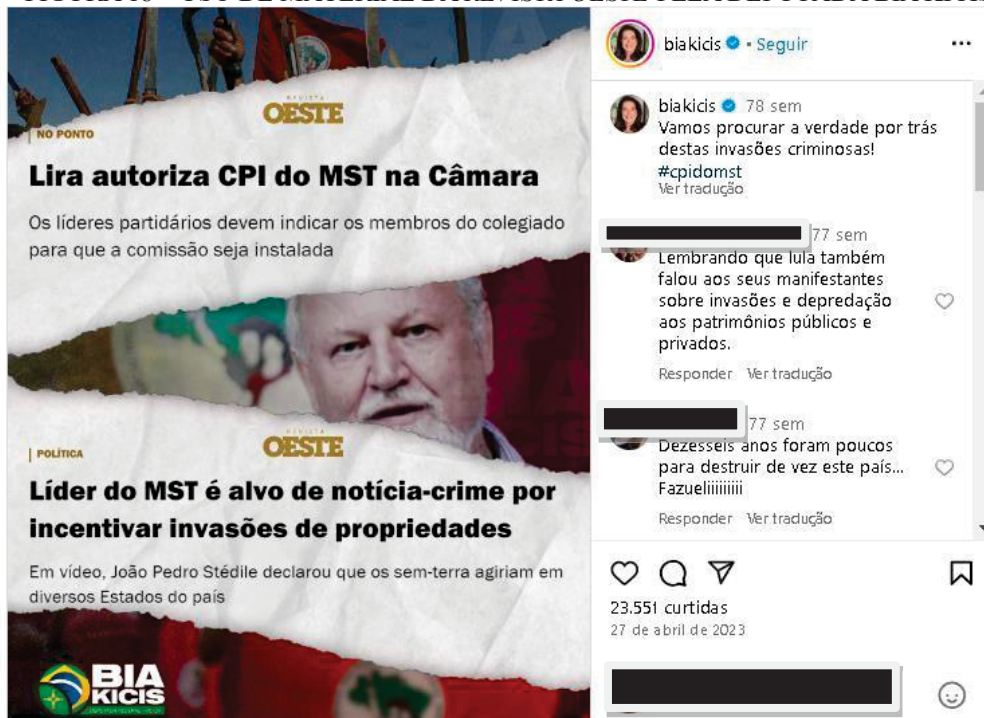 REVISTA
OESTE
| NO PONTO
Lira autoriza CPI do MST na Câmara
Os líderes partidários devem indicar os membros do colegiado
para que a comissão seja instalada
REVISTA
OESTE
| POLÍTICA
Líder do MST é alvo de notícia-crime por
incentivar invasões de propriedades
Em vídeo, João Pedro Stédile declarou que os sem-terra agiriam em
diversos Estados do país
BIA
KICIS
biakicis • Seguir
biakicis 78 sem
Vamos procurar a verdade por trás
destas invasões criminosas!
#cpidomst
Ver tradução
77 sem
Lembrando que lula também
falou aos seus manifestantes
sobre invasões e depredação
aos patrimônios públicos e
privados.
Responder Ver tradução
77 sem
Dezesseis anos foram poucos
para destruir de vez este país...
Fazueliiiiiiiiii
Responder Ver tradução
23.551 curtidas
27 de abril de 2023